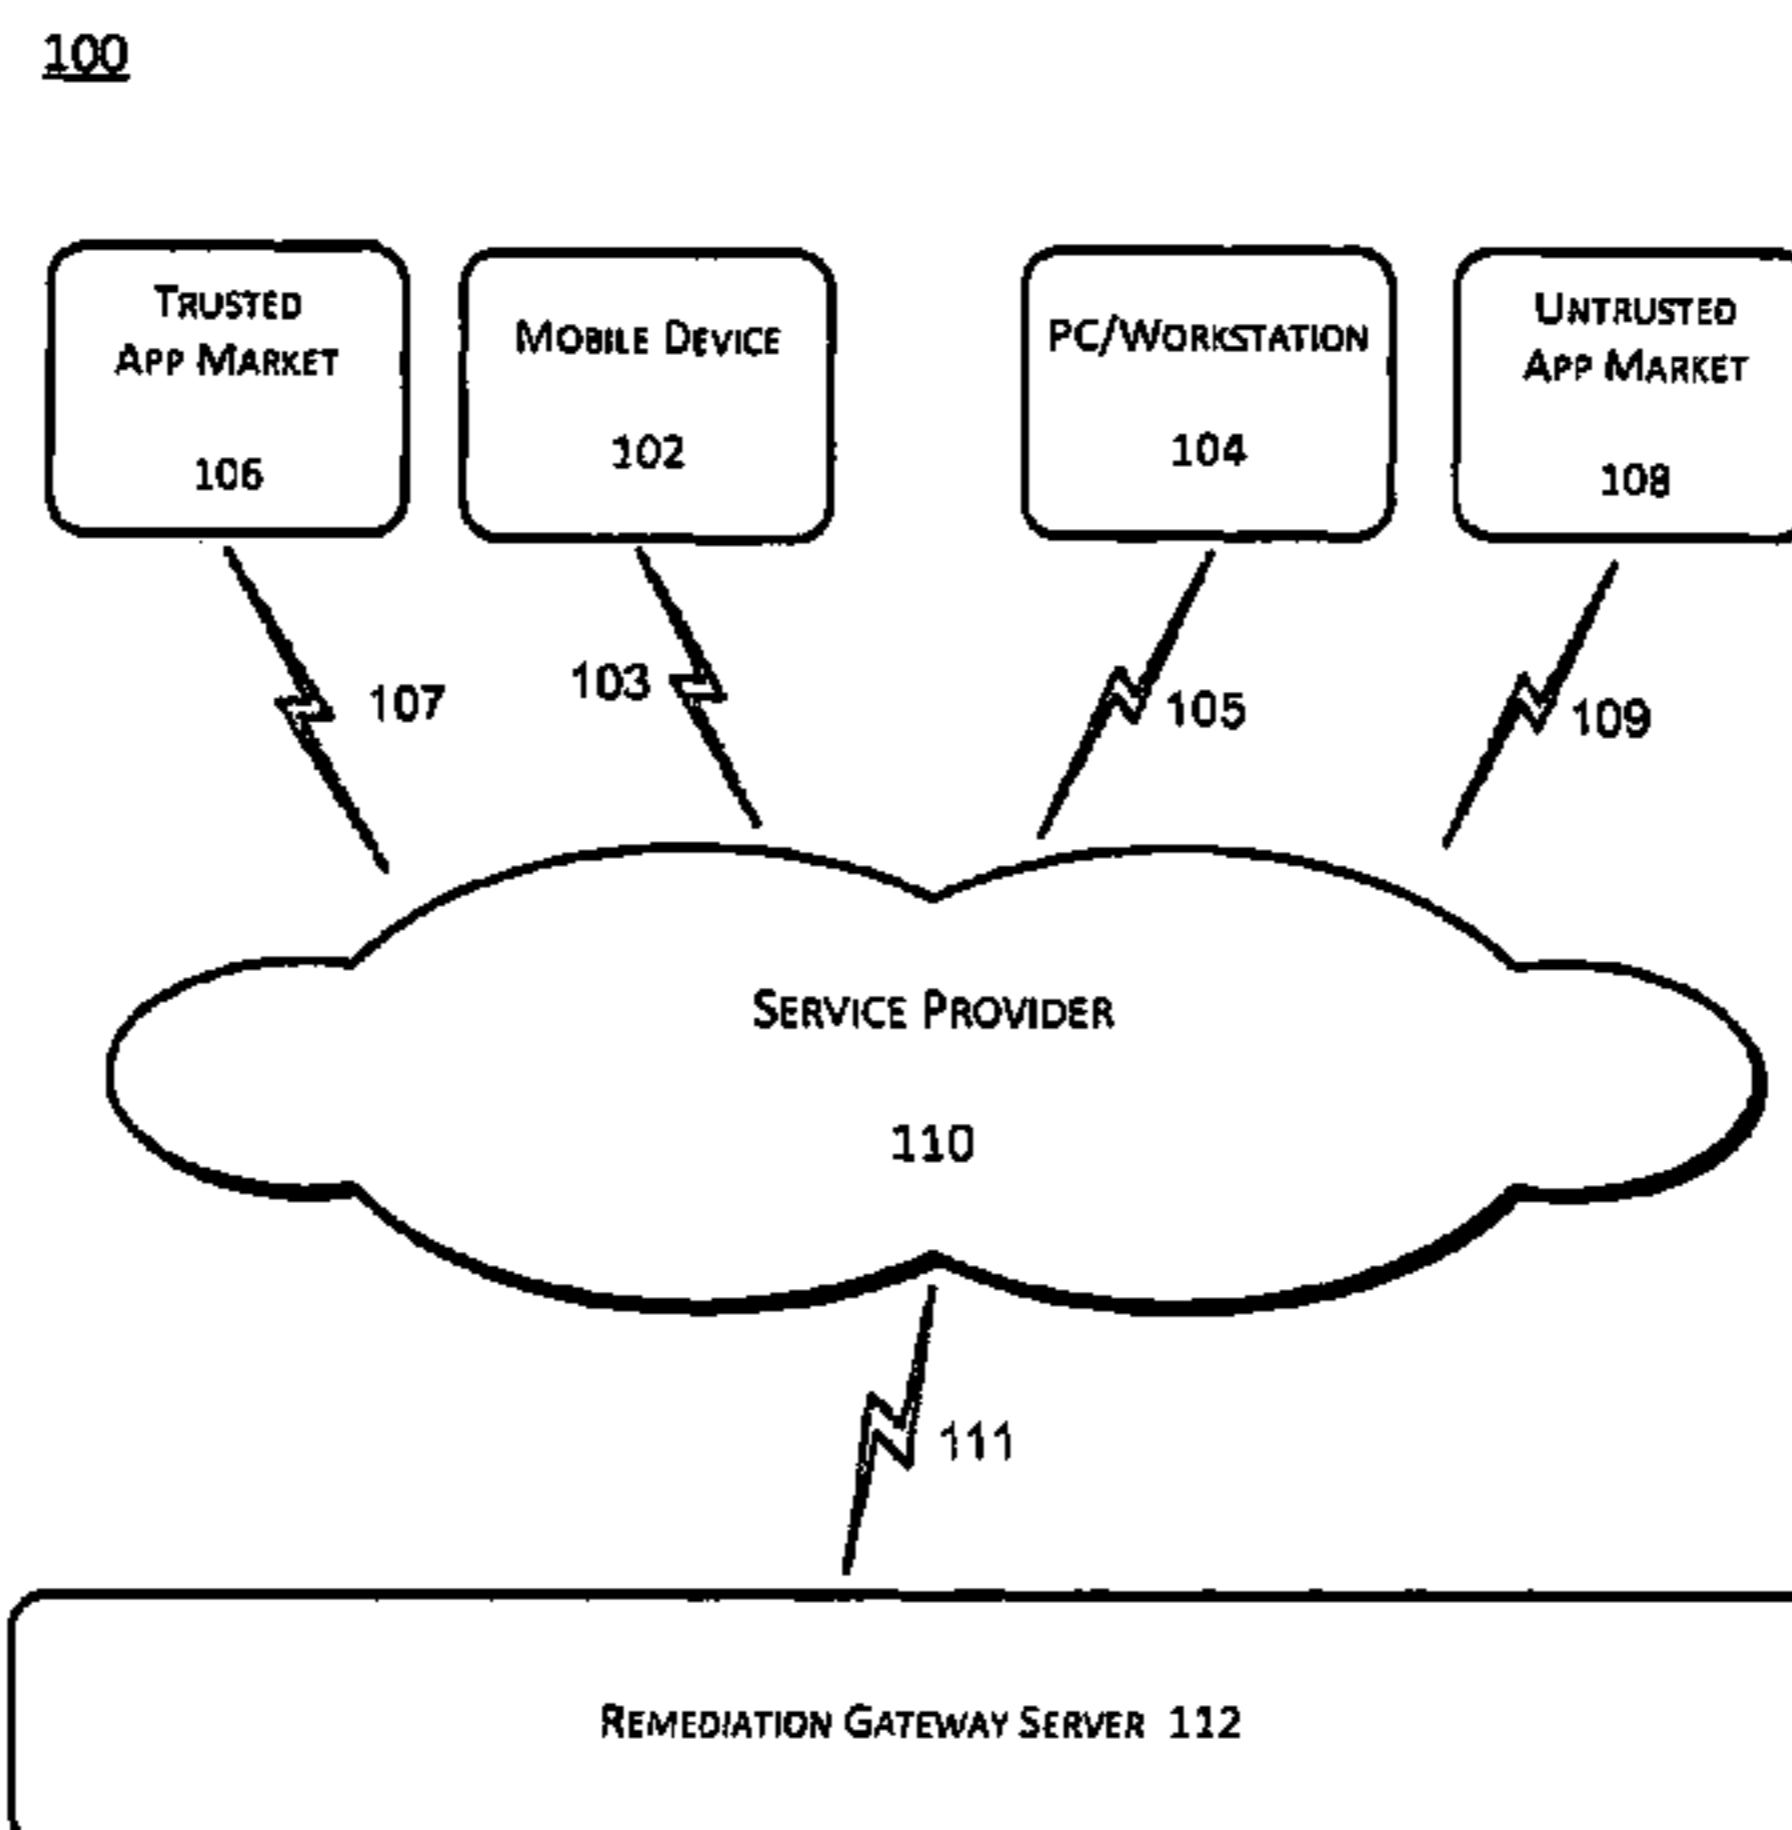 100
TRUSTED
APP MARKET
106
MOBILE DEVICE
102
PC/WORKSTATION
104
UNTRUSTED
APP MARKET
108
107
103
105
109
SERVICE PROVIDER
110
111
REMEDIATION GATEWAY SERVER 112